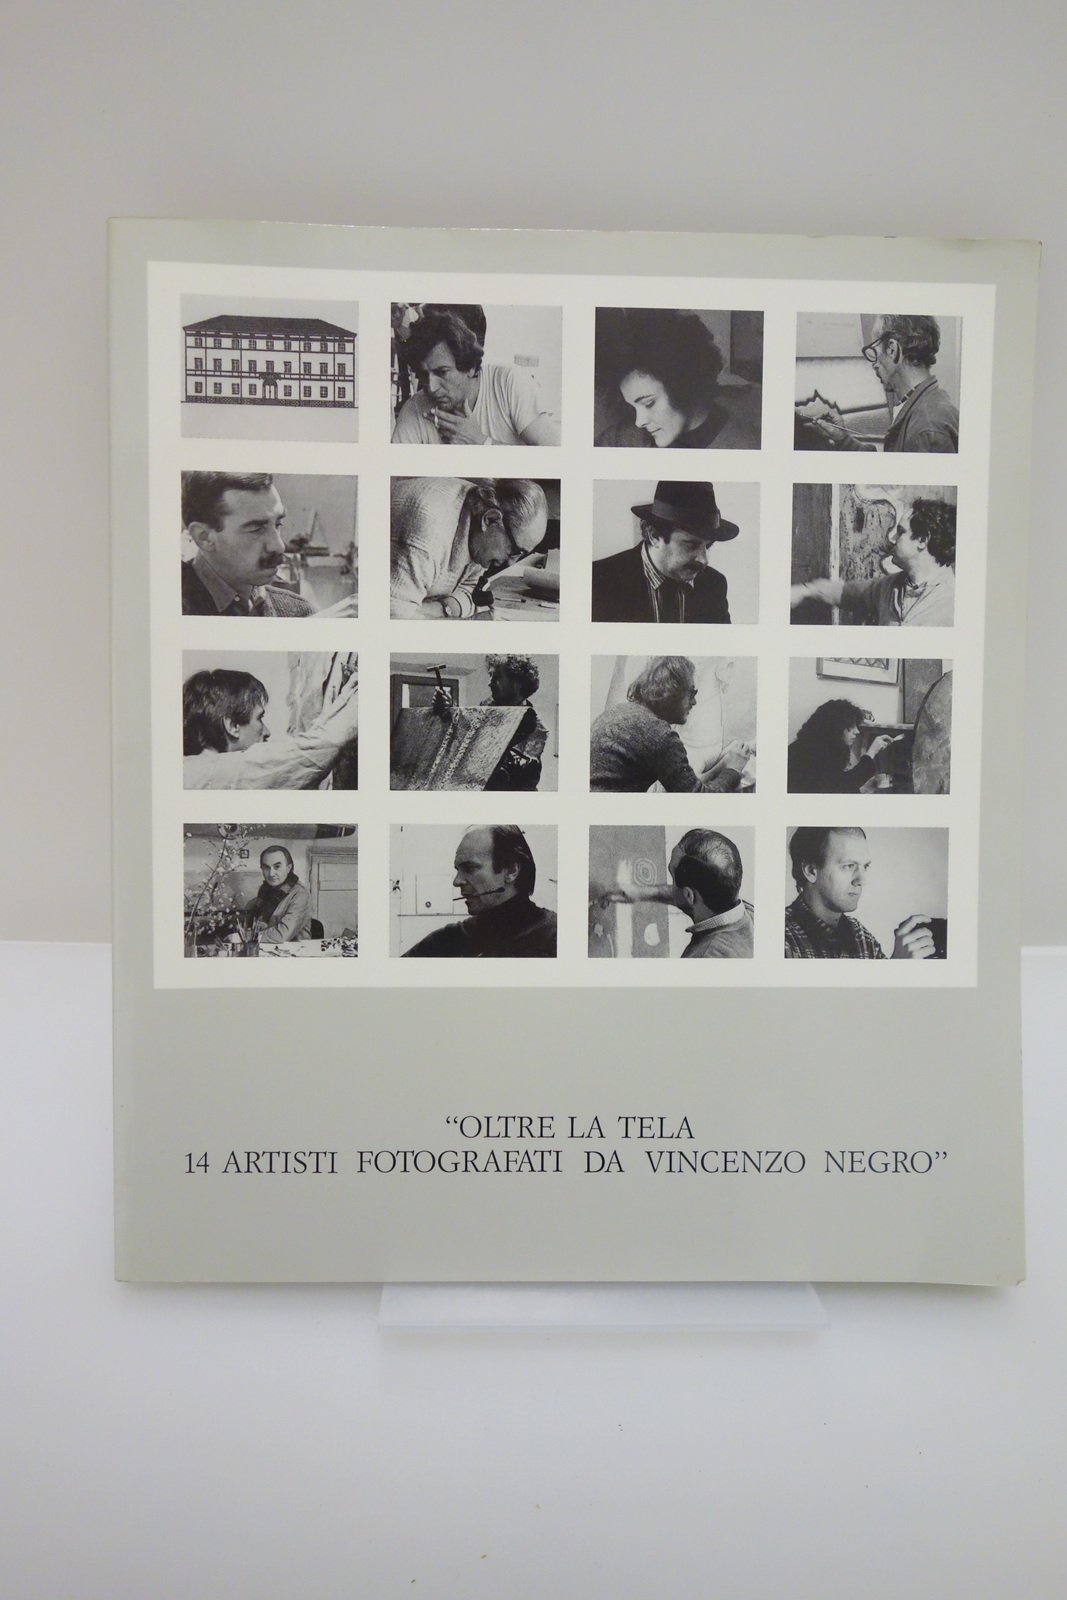 “OLTRE LA TELA
14 ARTISTI FOTOGRAFATI DA VINCENZO NEGRO”